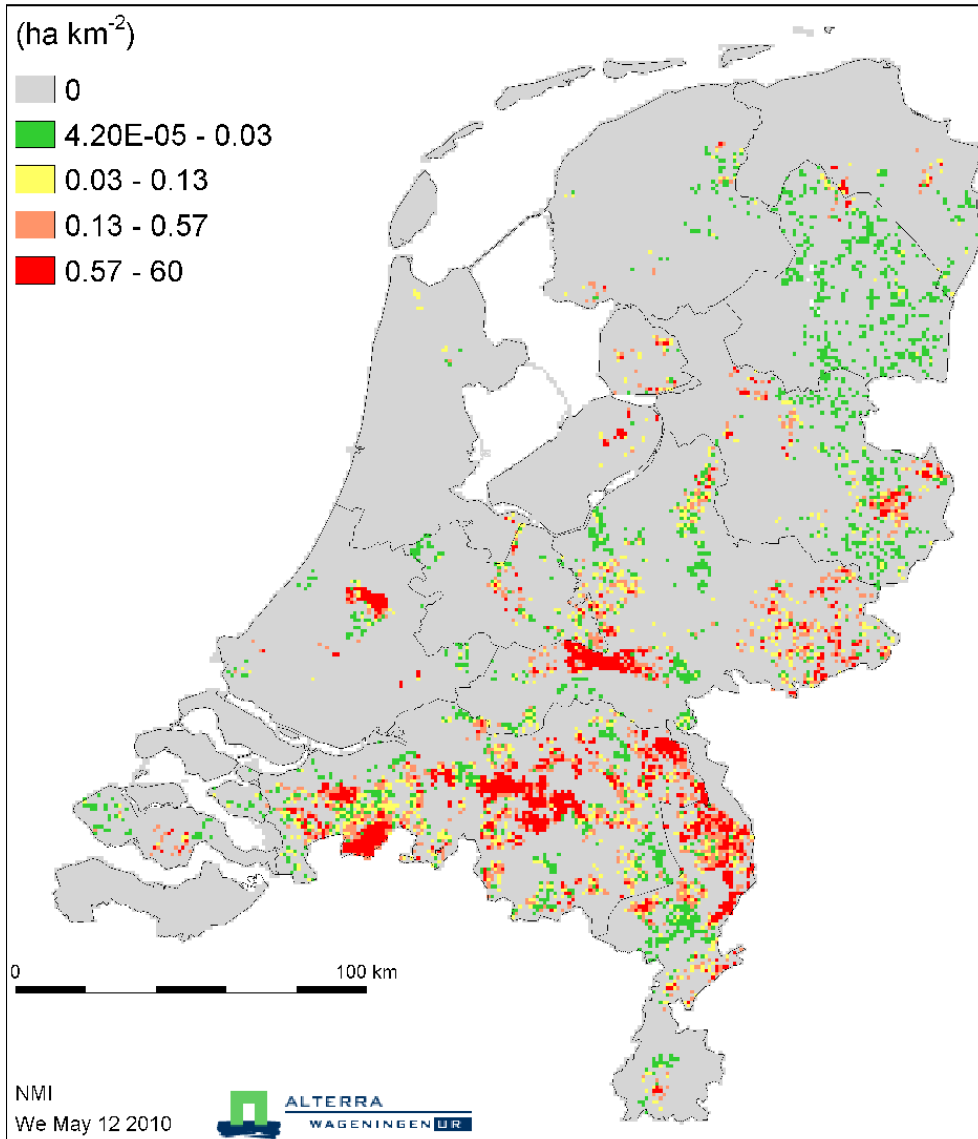 (ha km-2)
0
4.20E-05 - 0.03
0.03 - 0.13
0.13 - 0.57
0.57 - 60
0 100 km
NMI
We May 12 2010
ALTERRA
WAGENINGEN UR